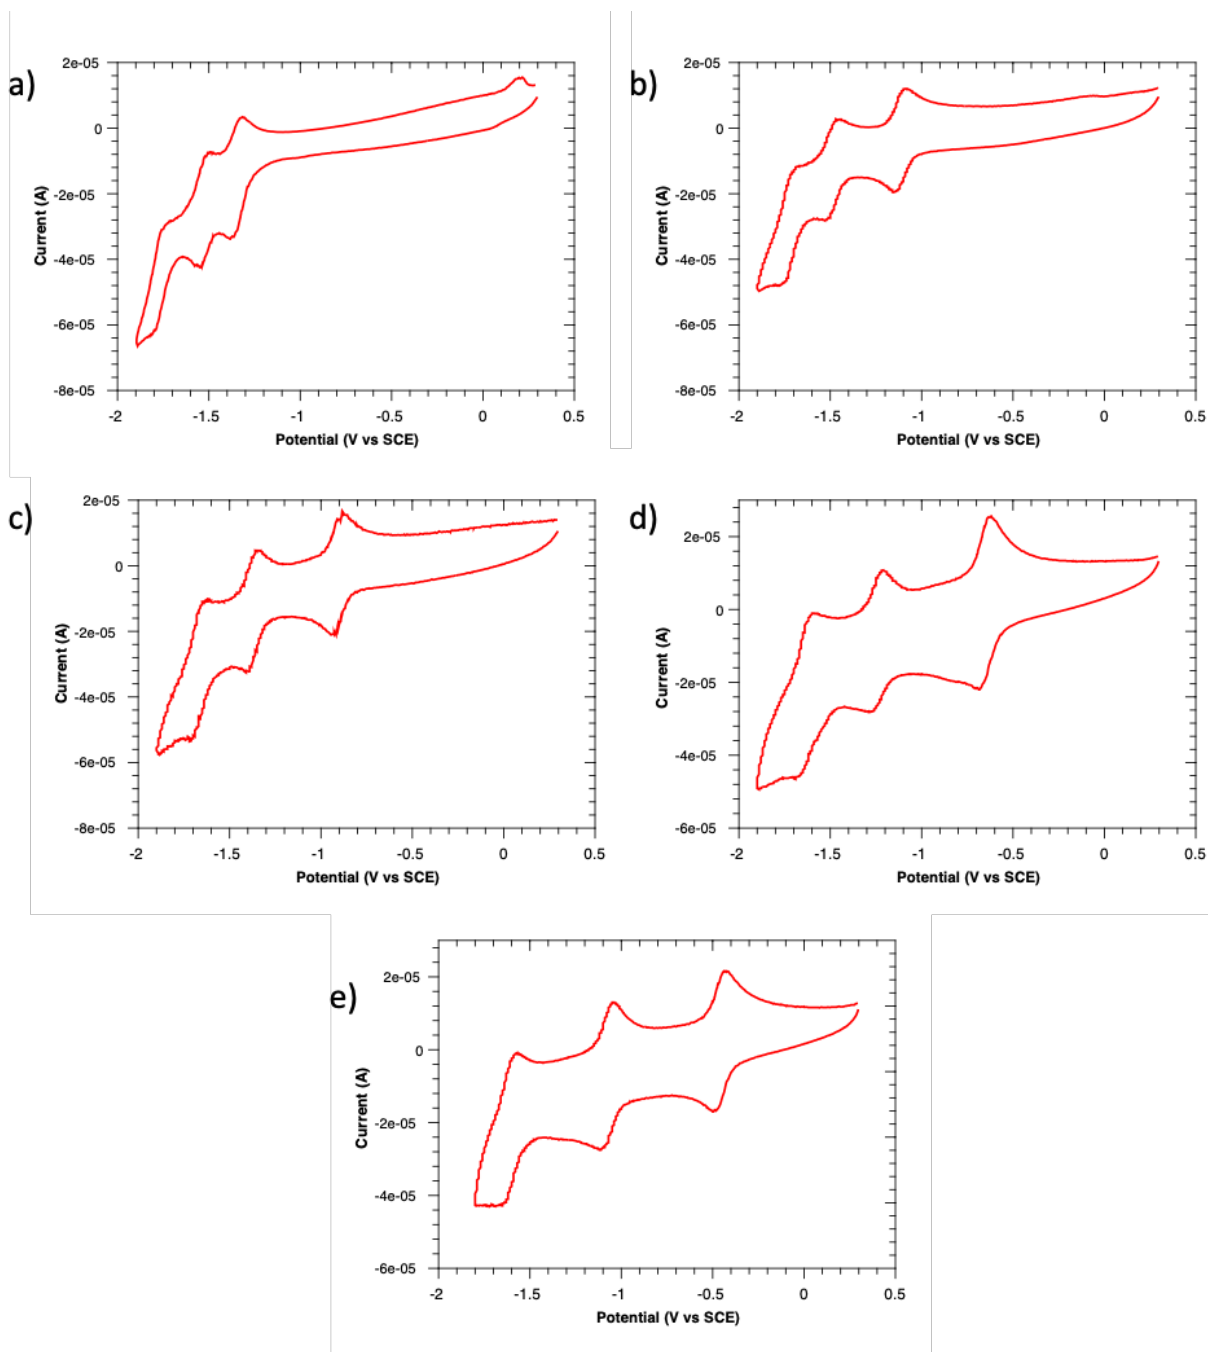 a)
2e-05
0
-2e-05
-4e-05
-6e-05
-8e-05
Current (A)
-2 -1.5 -1 -0.5 0 0.5
Potential (V vs SCE)
b)
2e-05
0
-2e-05
-4e-05
-6e-05
-8e-05
Current (A)
-2 -1.5 -1 -0.5 0 0.5
Potential (V vs SCE)
c)
2e-05
0
-2e-05
-4e-05
-6e-05
-8e-05
Current (A)
-2 -1.5 -1 -0.5 0 0.5
Potential (V vs SCE)
d)
2e-05
0
-2e-05
-4e-05
-6e-05
Current (A)
-2 -1.5 -1 -0.5 0 0.5
Potential (V vs SCE)
e)
2e-05
0
-2e-05
-4e-05
-6e-05
Current (A)
-2 -1.5 -1 -0.5 0 0.5
Potential (V vs SCE)